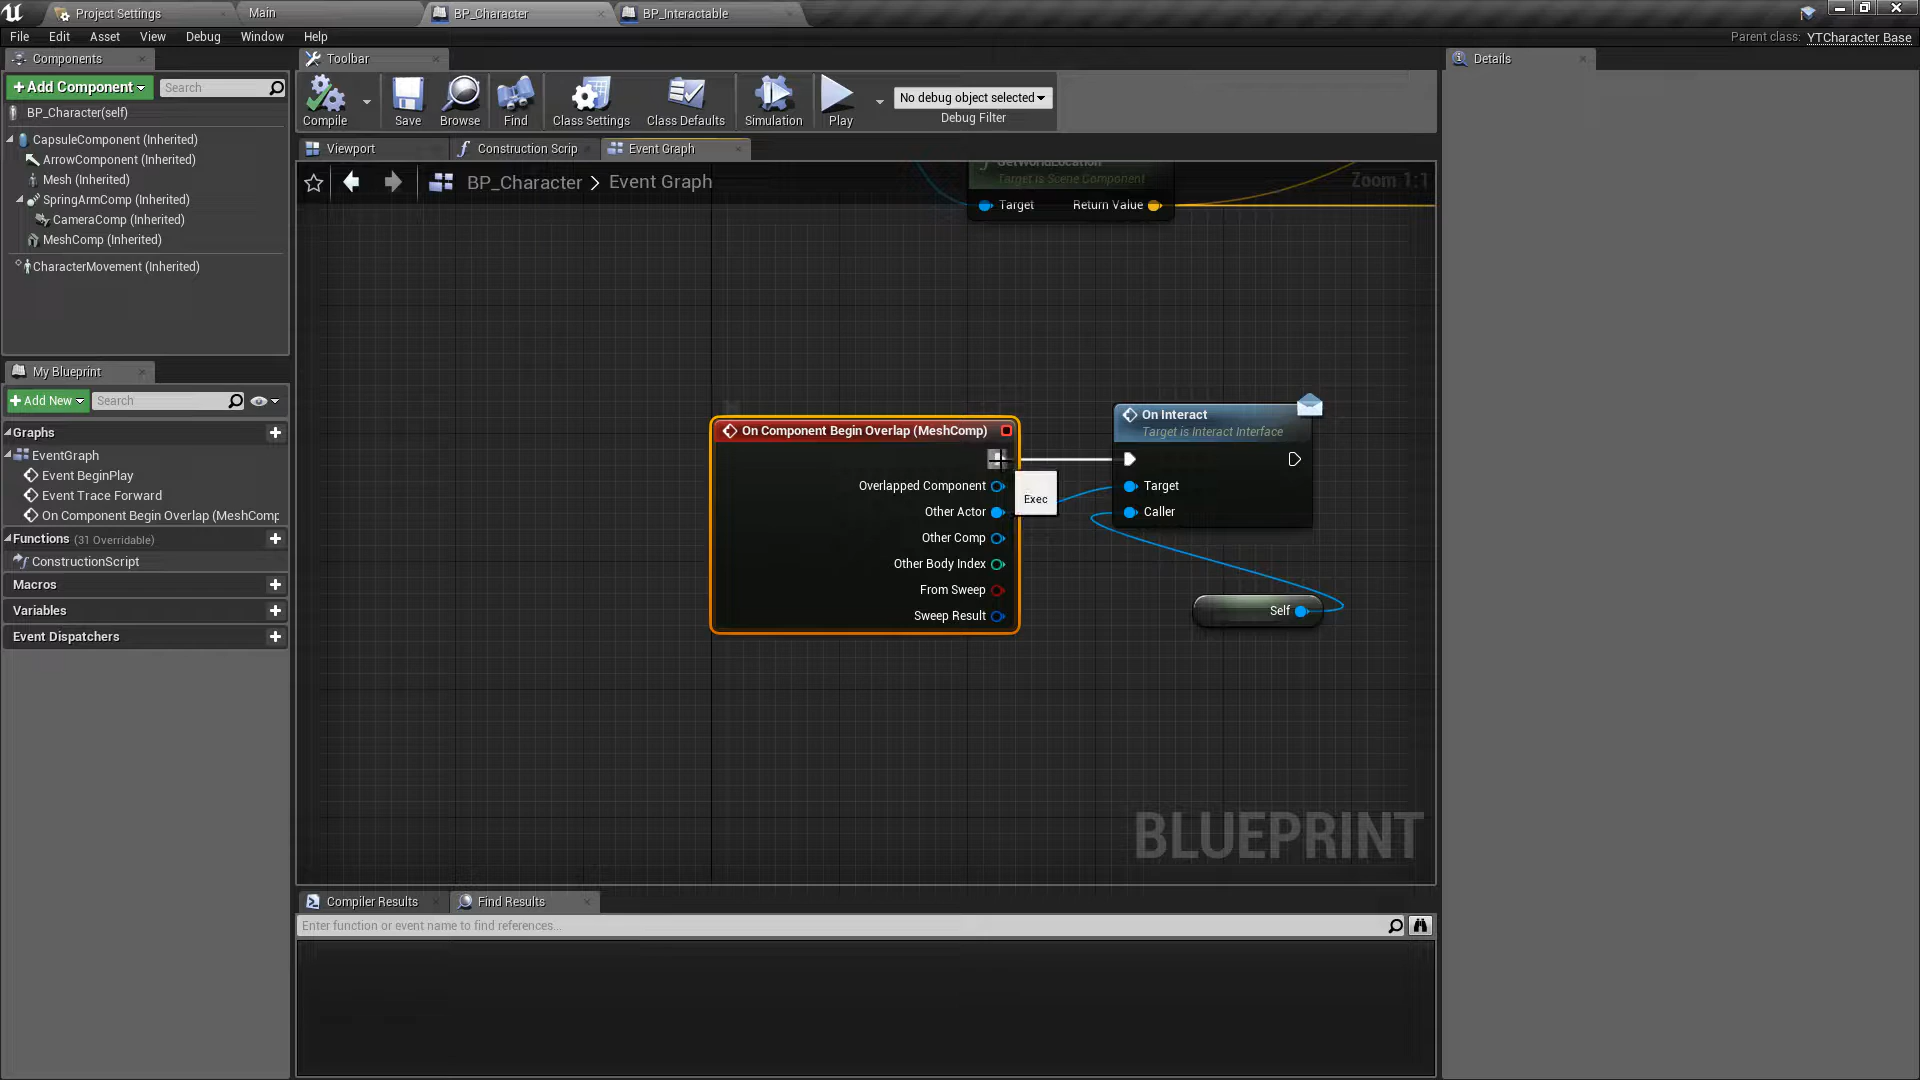 Project Settings
Main
BP_Character
BP_Interactable
File Edit Asset View Debug Window Help
Parent class: YTCharacter Base
Components
Toolbar
Details
Add Component
Search
BP_Character(self)
CapsuleComponent (Inherited)
ArrowComponent (Inherited)
Mesh (Inherited)
SpringArmComp (Inherited)
CameraComp (Inherited)
MeshComp (Inherited)
CharacterMovement (Inherited)
Compile
Save
Browse
Find
Class Settings
Class Defaults
Simulation
Play
No debug object selected
Debug Filter
Viewport
Construction Scrip
Event Graph
BP_Character > Event Graph
Zoom 1:1
GetWorldLocation
Target is Scene Component
Target
Return Value
My Blueprint
Add New
Search
Graphs
EventGraph
Event BeginPlay
Event Trace Forward
On Component Begin Overlap (MeshComp
Functions (31 Overridable)
ConstructionScript
Macros
Variables
Event Dispatchers
On Component Begin Overlap (MeshComp)
Overlapped Component
Other Actor
Other Comp
Other Body Index
From Sweep
Sweep Result
Exec
On Interact
Target is Interact Interface
Target
Caller
Self
BLUEPRINT
Compiler Results
Find Results
Enter function or event name to find references...